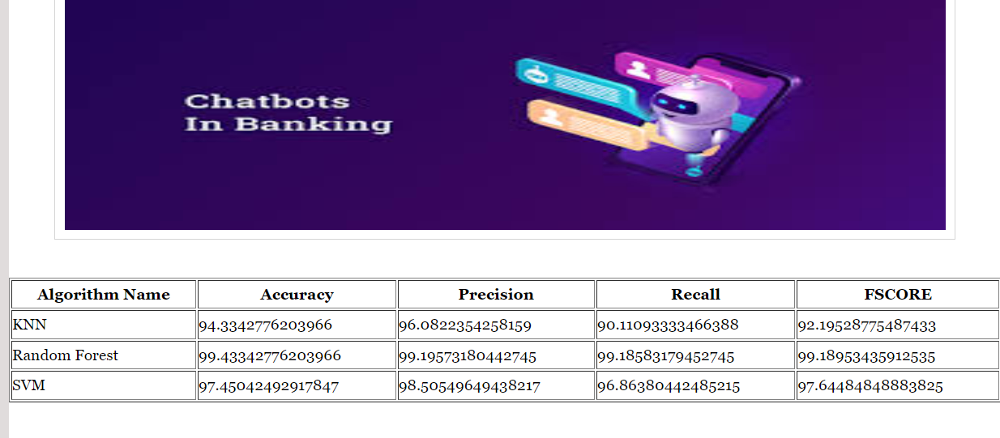 Chatbots
In Banking
Algorithm Name Accuracy Precision Recall FSCORE
KNN 94.3342776203966 96.0822354258159 90.11093333466388 92.19528775487433
Random Forest 99.43342776203966 99.19573180442745 99.18583179452745 99.18953435912535
SVM 97.45042492917847 98.50549649438217 96.86380442485215 97.64484848883825